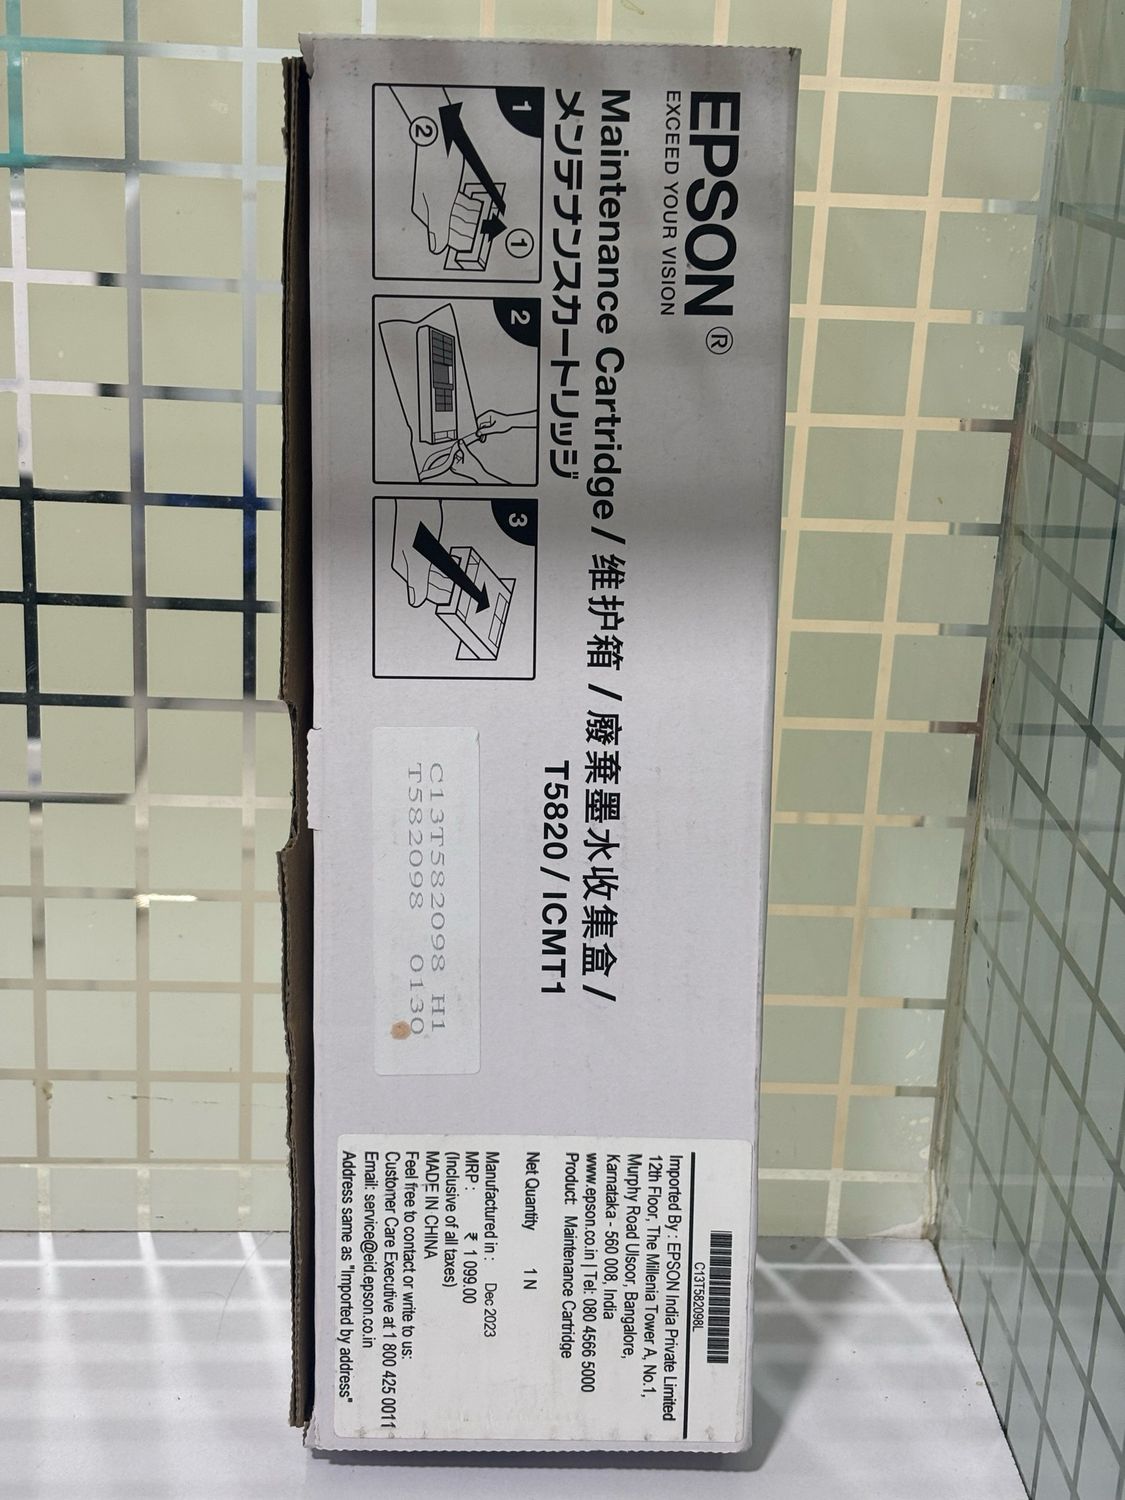 EPSON®
EXCEED YOUR VISION
Maintenance Cartridge / 维护箱 / 廢棄墨水收集盒 /
メンテナンスカートリッジ
T5820 / ICMT1
1
2
1
2
3
C13T582098 H1
T582098 0130
C13T582098L
Imported By : EPSON India Private Limited
12th Floor, The Millenia Tower A, No.1,
Murphy Road Ulsoor, Bangalore,
Karnataka - 560 008, India
www.epson.co.in | Tel: 080 4566 5000
Product: Maintenance Cartridge
Net Quantity 1 N
Manufactured in : Dec 2023
MRP : ₹ 1 099.00
(Inclusive of all taxes)
MADE IN CHINA
Feel free to contact or write to us:
Customer Care Executive at 1 800 425 0011
Email: service@eid.epson.co.in
Address same as "Imported by address"